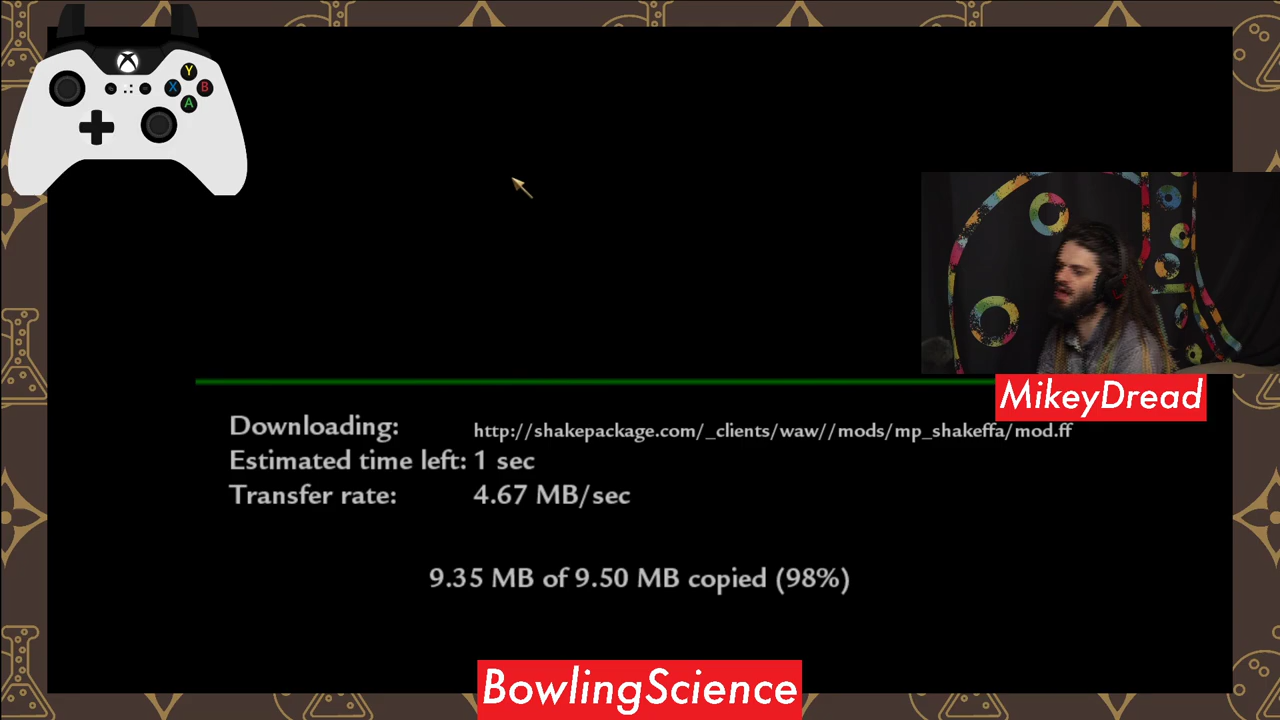 Y
X B
A
MikeyDread
Downloading: http://shakepackage.com/_clients/waw//mods/mp_shakeffa/mod.ff
Estimated time left: 1 sec
Transfer rate: 4.67 MB/sec
9.35 MB of 9.50 MB copied (98%)
BowlingScience